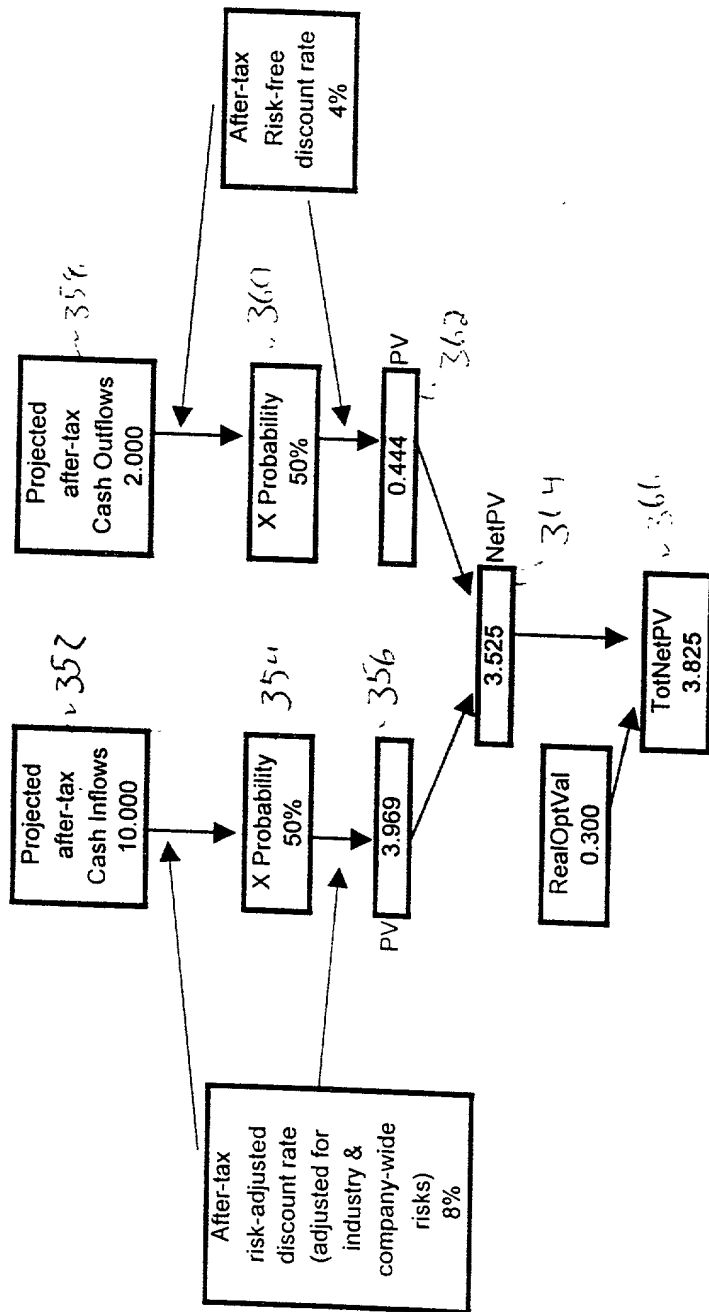 Projected
after-tax
Cash Inflows
10.000
352
Projected
after-tax
Cash Outflows
2.000
358
X Probability
50%
354
X Probability
50%
360
After-tax
risk-adjusted
discount rate
(adjusted for
industry &
company-wide
risks)
8%
After-tax
Risk-free
discount rate
4%
PV
3.969
356
0.444
PV
362
3.525
NetPV
364
RealOptVal
0.300
TotNetPV
3.825
366